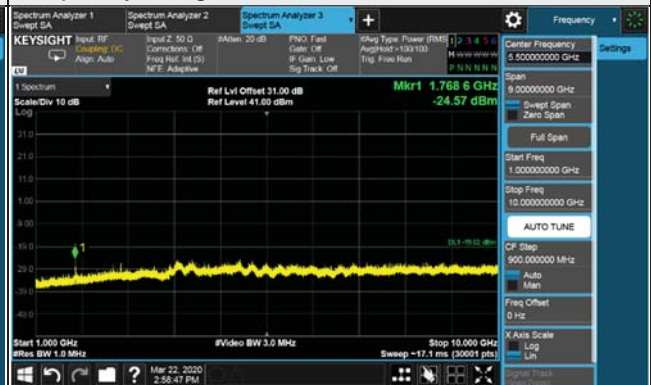 Spectrum Analyzer 1
Swept SA
Spectrum Analyzer 2
Swept SA
Spectrum Analyzer 3
Swept SA
+
Frequency
KEYSIGHT
Input: RF
Coupling: DC
Align: Auto
Input Z: 50 Ω
Corrections: Off
Freq Ref: Int (S)
NFE: Adaptive
#Atten: 20 dB
PNO: Fast
Gate: Off
IF Gain: Low
Sig Track: Off
#Avg Type: Power (RMS)
Avg|Hold:>100/100
Trig: Free Run
1 2 3 4 5 6
M W W W W W
P N N N N N
LXI
1 Spectrum
Scale/Div 10 dB
Log
Ref Lvl Offset 31.00 dB
Ref Level 41.00 dBm
Mkr1 1.768 6 GHz
-24.57 dBm
31.0
21.0
11.0
1.00
-9.00
-19.0
-29.0
-39.0
-49.0
1
Start 1.000 GHz
#Res BW 1.0 MHz
#Video BW 3.0 MHz
Stop 10.000 GHz
Sweep ~17.1 ms (30001 pts)
Mar 22, 2020
2:58:47 PM
Center Frequency
5.500000000 GHz
Settings
Span
9.00000000 GHz
Swept Span
Zero Span
Full Span
Start Freq
1.000000000 GHz
Stop Freq
10.000000000 GHz
AUTO TUNE
CF Step
900.000000 MHz
Auto
Man
Freq Offset
0 Hz
X Axis Scale
Log
Lin
Signal Track